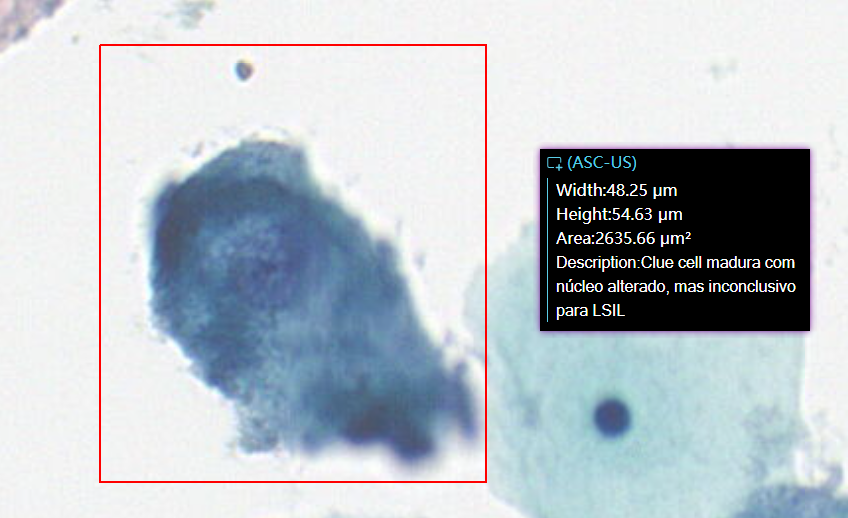 (ASC-US)
Width:48.25 μm
Height:54.63 μm
Area:2635.66 μm²
Description:Clue cell madura com
núcleo alterado, mas inconclusivo
para LSIL